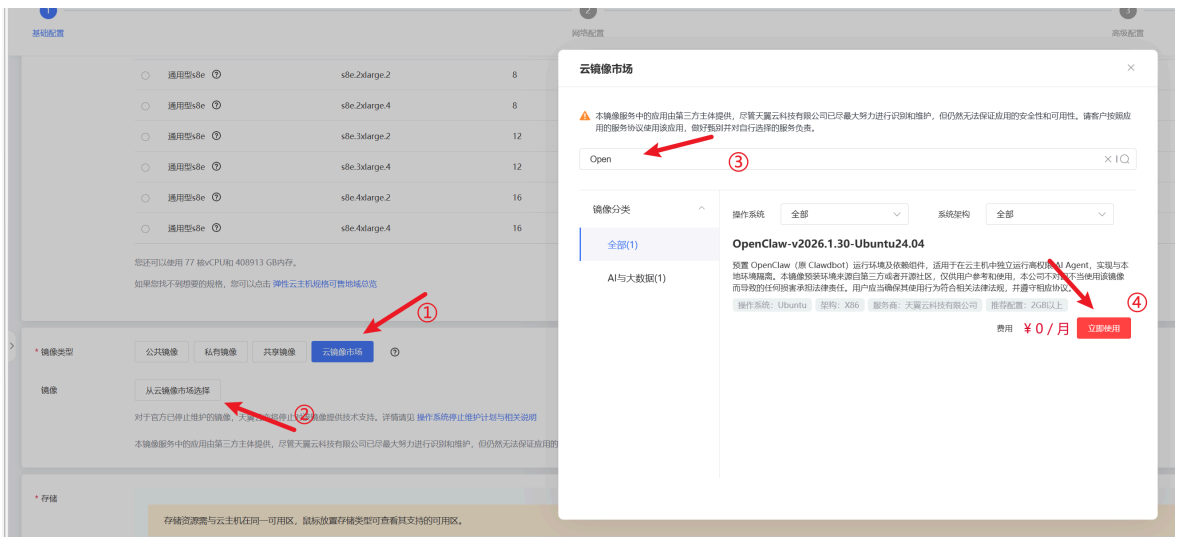 1
2
3
基础配置
网络配置
高级配置
通用型s8e
s8e.2xlarge.2
8
通用型s8e
s8e.2xlarge.4
8
通用型s8e
s8e.3xlarge.2
12
通用型s8e
s8e.3xlarge.4
12
通用型s8e
s8e.4xlarge.2
16
通用型s8e
s8e.4xlarge.4
16
您还可以使用 77 核vCPU和 408913 GB内存。
如果您找不到想要的规格，您可以点击 弹性云主机规格可售地域总览
①
* 镜像类型
公共镜像
私有镜像
共享镜像
云镜像市场
镜像
从云镜像市场选择
②
对于官方已停止维护的镜像，天翼云将停止对该镜像提供技术支持。详情请见 操作系统停止维护计划与相关说明
本镜像服务中的应用由第三方主体提供，尽管天翼云科技有限公司已尽最大努力进行识别和维护，但仍然无法保证应用的
* 存储
存储资源需与云主机在同一可用区，鼠标放置存储类型可查看其支持的可用区。
云镜像市场
本镜像服务中的应用由第三方主体提供，尽管天翼云科技有限公司已尽最大努力进行识别和维护，但仍然无法保证应用的安全性和可用性。请客户按照应
用的服务协议使用该应用，做好甄别并对自行选择的服务负责。
Open
③
镜像分类
全部(1)
AI与大数据(1)
操作系统
全部
系统架构
全部
OpenClaw-v2026.1.30-Ubuntu24.04
预置 OpenClaw（原 Clawdbot）运行环境及依赖组件，适用于在云主机中独立运行高权限 AI Agent，实现与本
地环境隔离。本镜像预装环境来源自第三方或者开源社区，仅供用户参考和使用，本公司不对因不当使用该镜像
而导致的任何损害承担法律责任。用户应当确保其使用行为符合相关法律法规，并遵守相应协议。
操作系统：Ubuntu
架构：X86
服务商：天翼云科技有限公司
推荐配置：2GB以上
④
费用
¥ 0 / 月
立即使用